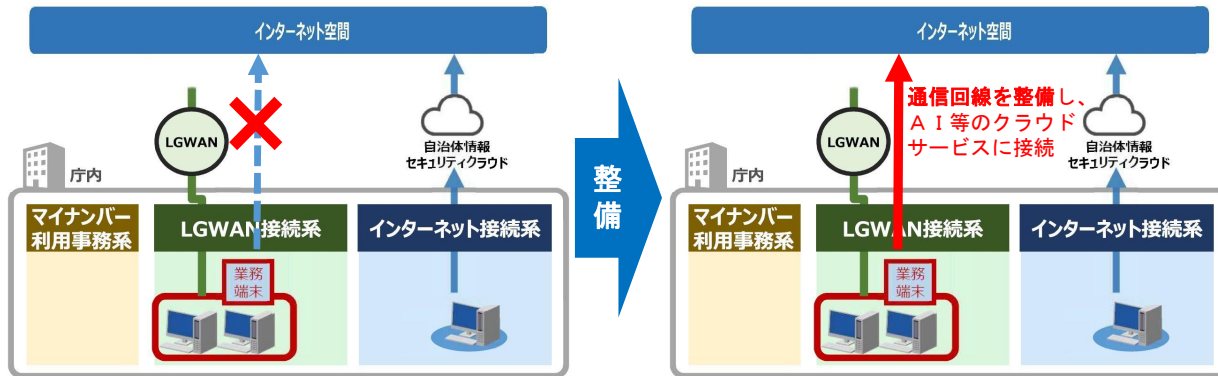 インターネット空間
LGWAN
自治体情報
セキュリティクラウド
庁内
マイナンバー
利用事務系
LGWAN接続系
インターネット接続系
業務
端末
整
備
インターネット空間
通信回線を整備し、
ＡＩ等のクラウド
サービスに接続
LGWAN
自治体情報
セキュリティクラウド
庁内
マイナンバー
利用事務系
LGWAN接続系
インターネット接続系
業務
端末